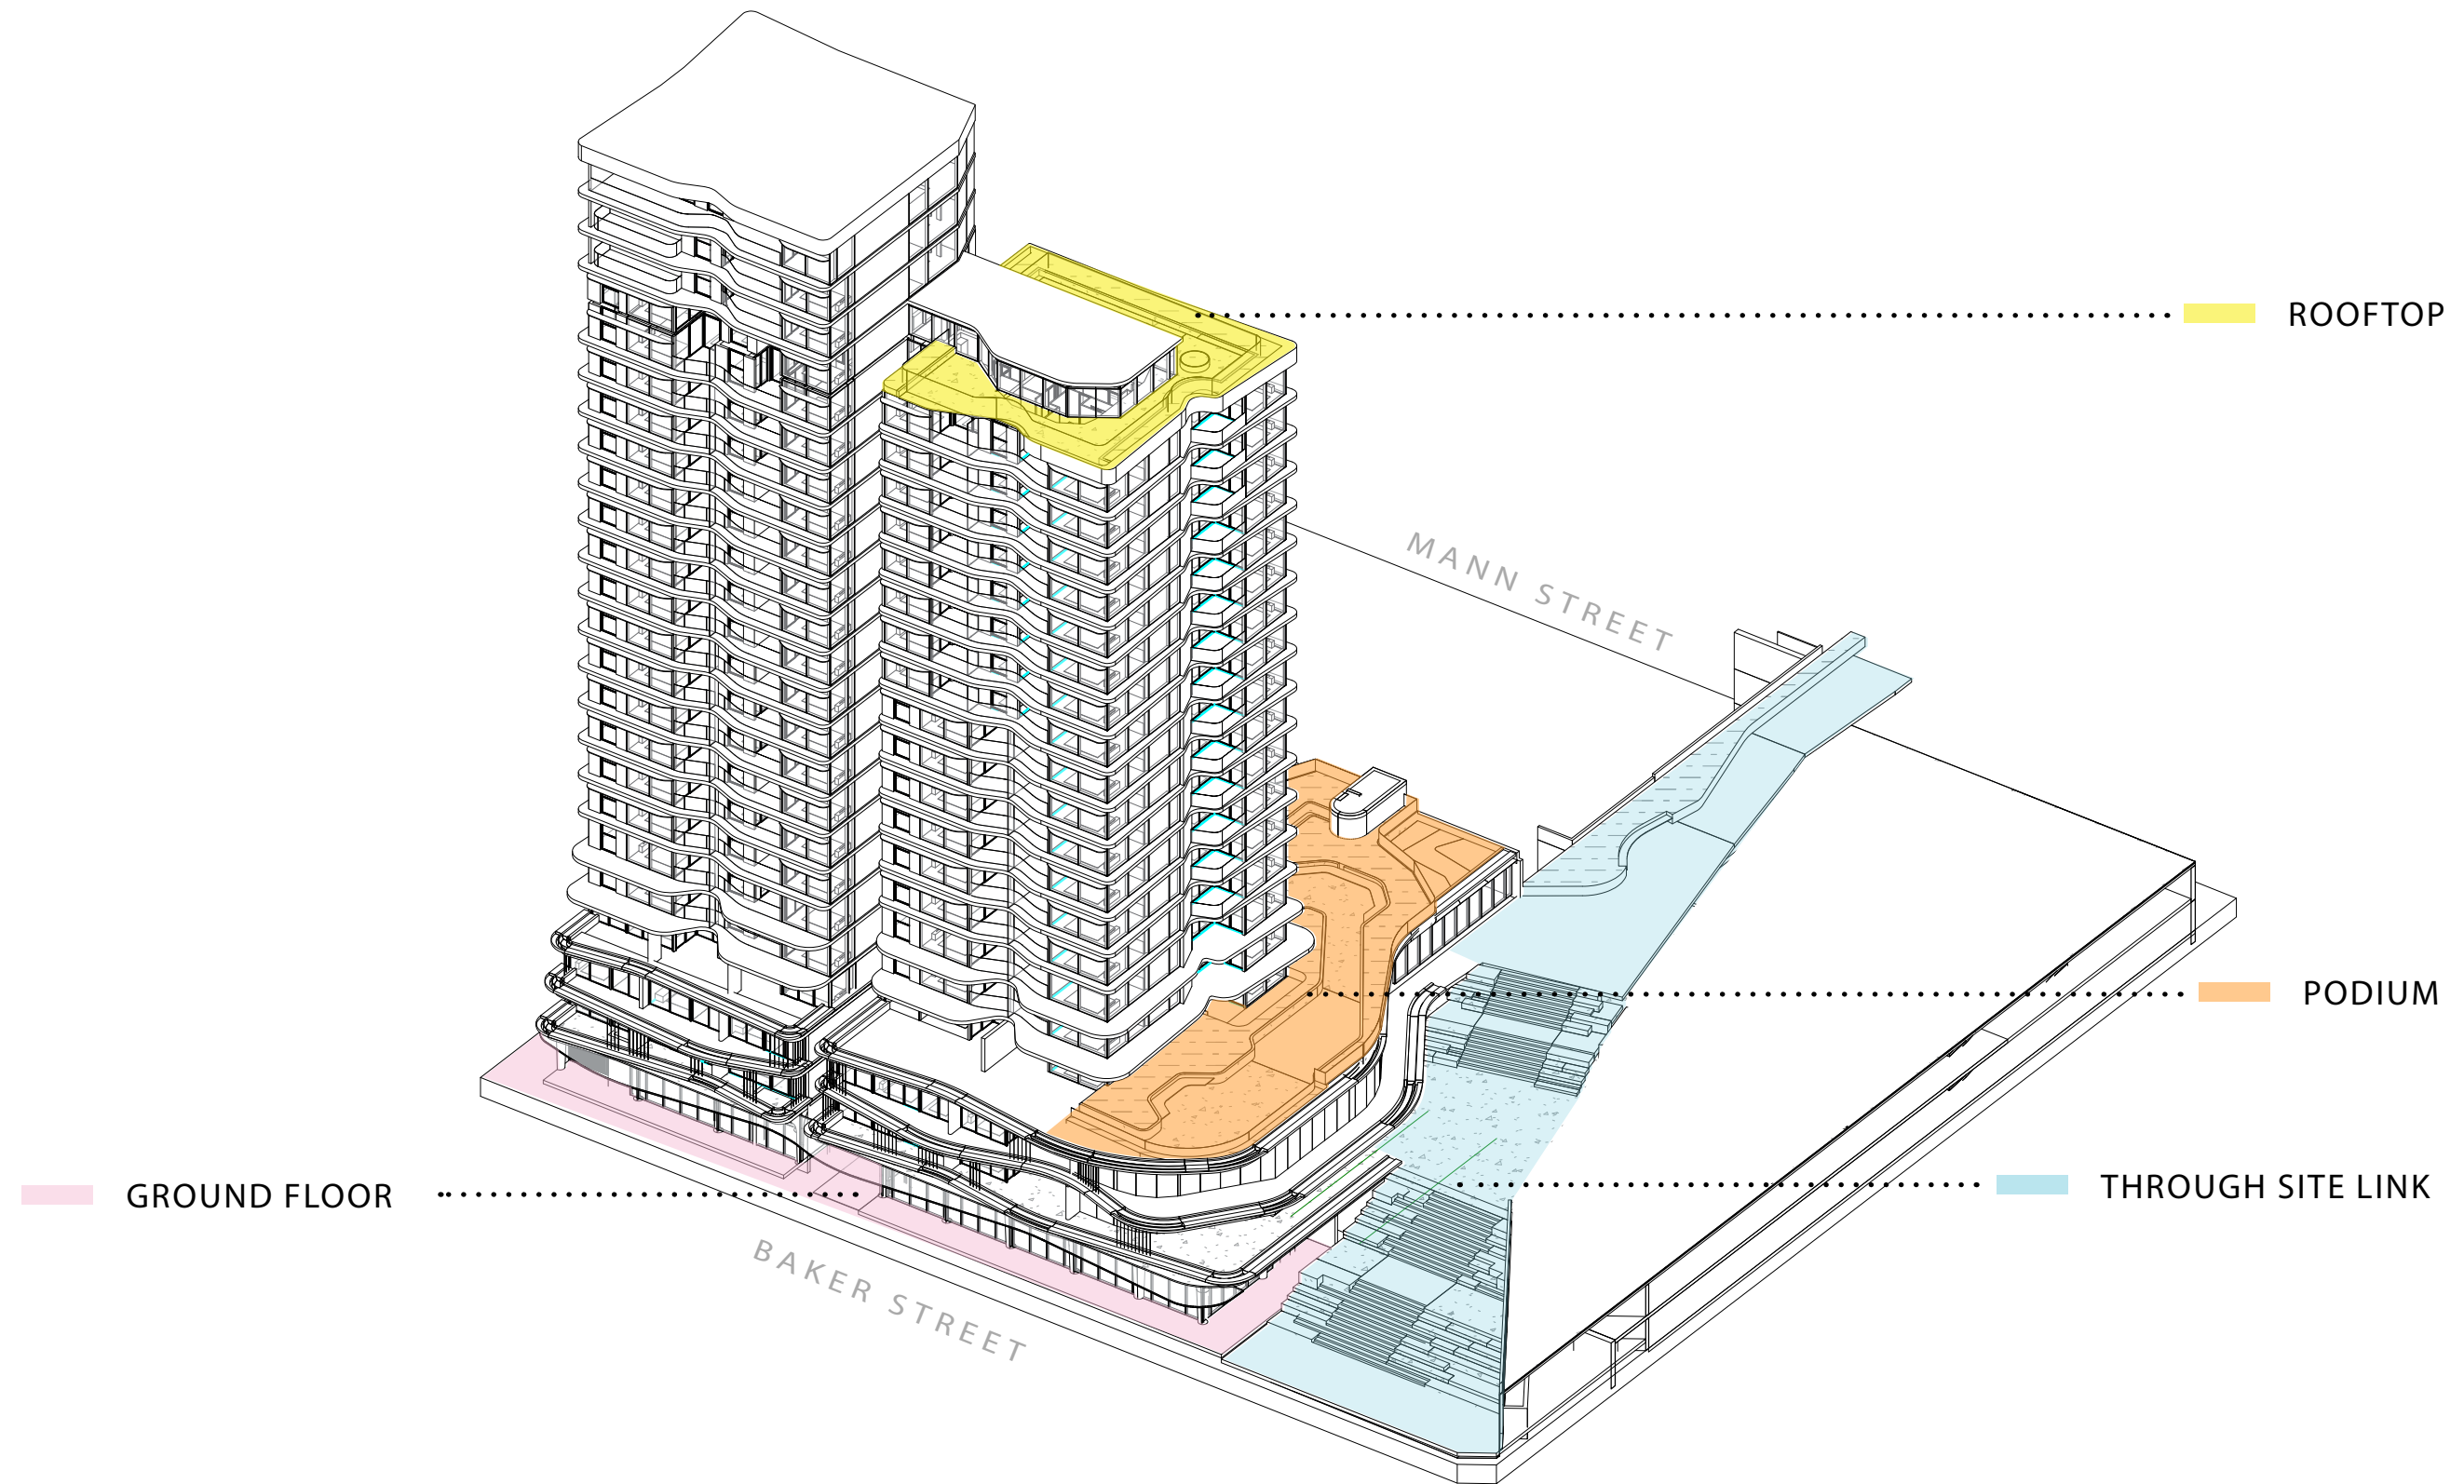 ROOFTOP
MANN STREET
PODIUM
THROUGH SITE LINK
GROUND FLOOR
BAKER STREET